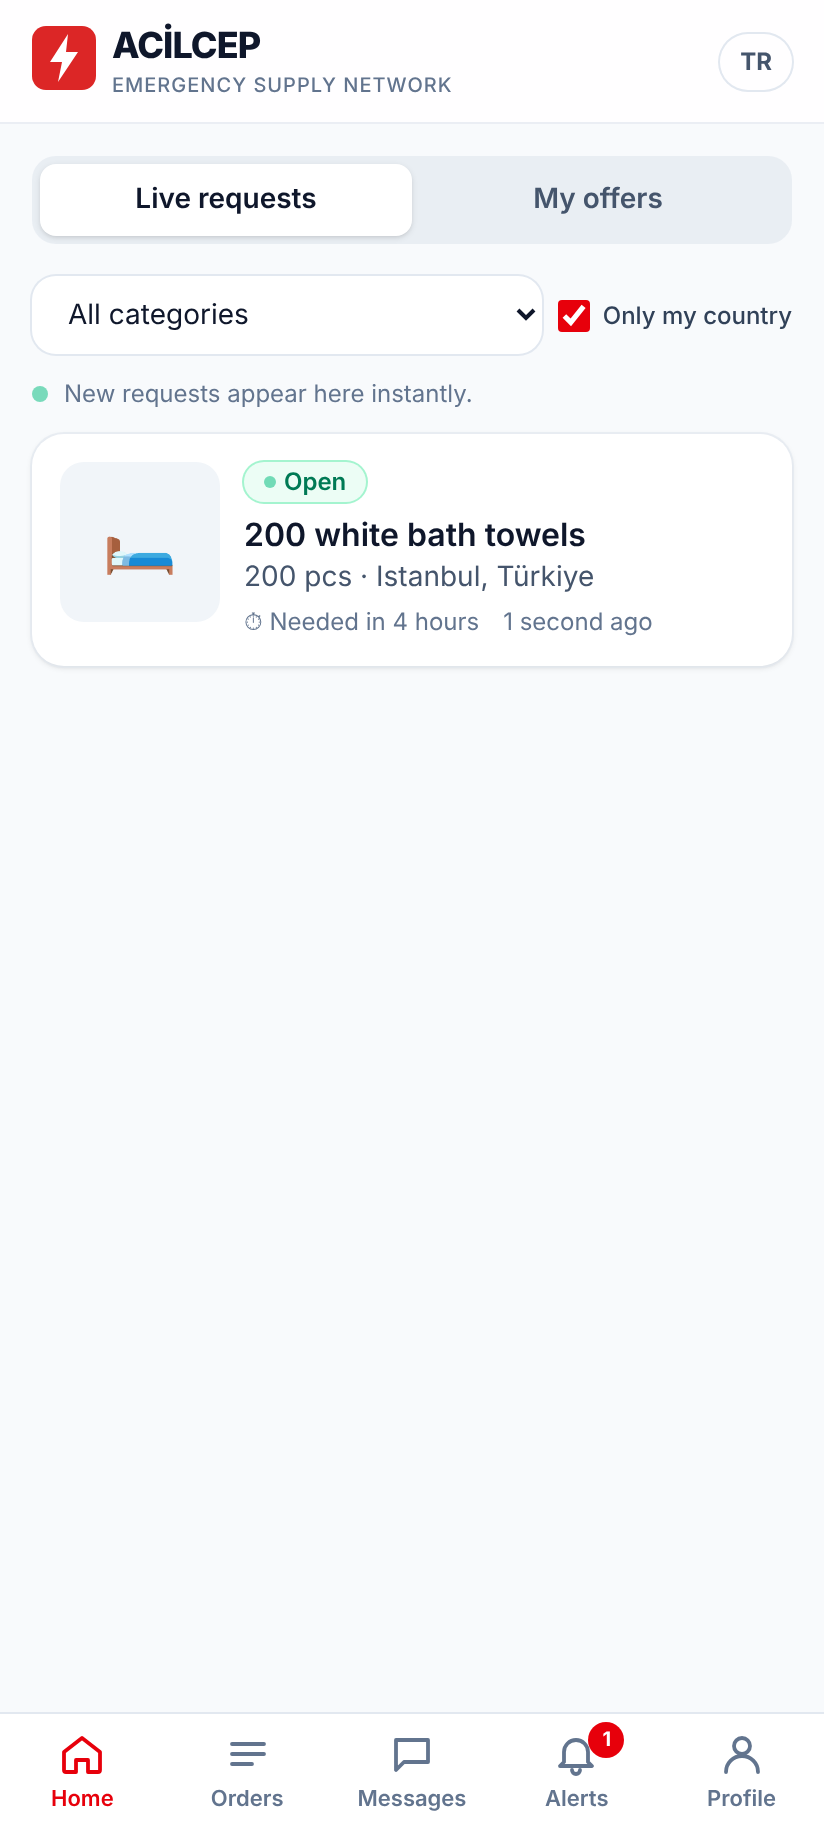 ACİLCEP
EMERGENCY SUPPLY NETWORK
TR
Live requests
My offers
All categories
Only my country
New requests appear here instantly.
Open
200 white bath towels
200 pcs · Istanbul, Türkiye
⏱ Needed in 4 hours 1 second ago
1
Home
Orders
Messages
Alerts
Profile